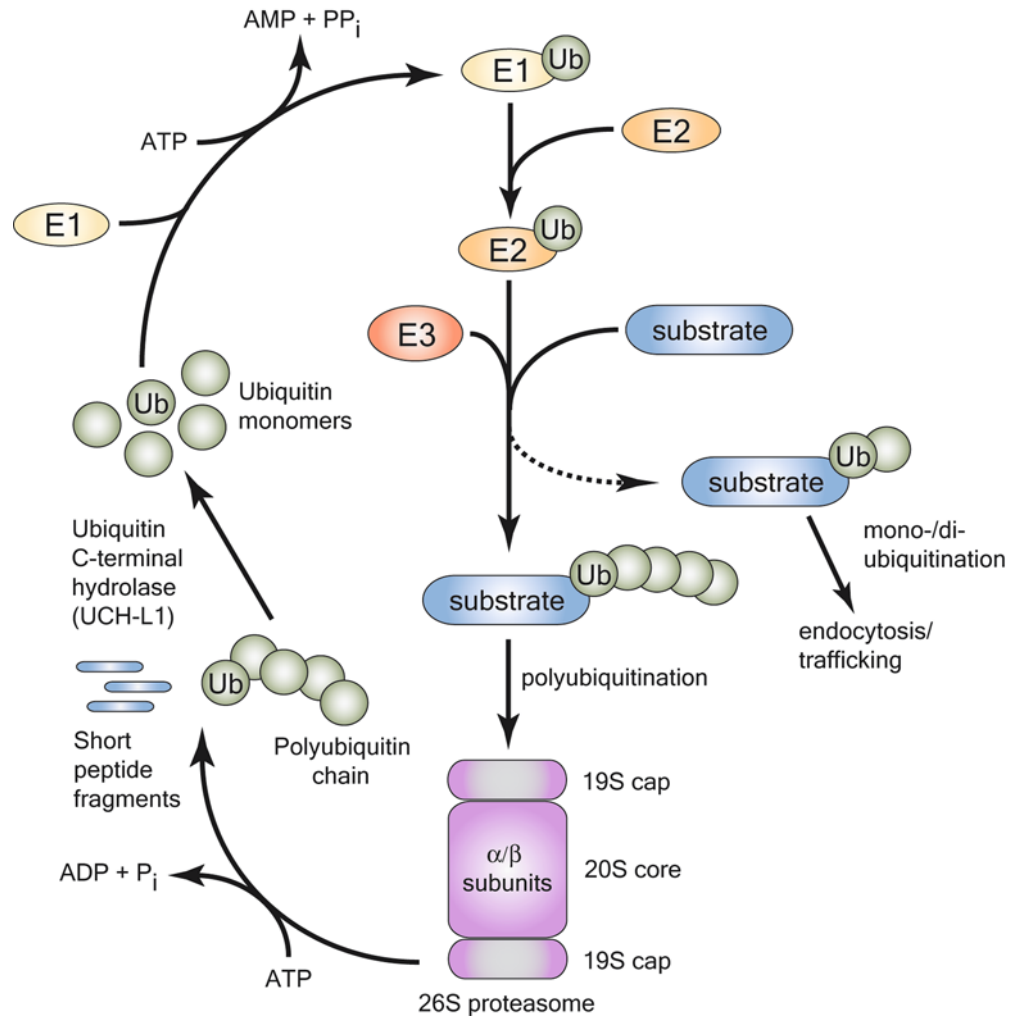 AMP + PPi
E1
Ub
ATP
E2
E1
E2
Ub
E3
substrate
Ub
Ubiquitin
monomers
substrate
Ub
mono-/di-
ubiquitination
endocytosis/
trafficking
Ubiquitin
C-terminal
hydrolase
(UCH-L1)
substrate
Ub
polyubiquitination
Ub
Short
peptide
fragments
Polyubiquitin
chain
19S cap
α/β
subunits
20S core
ADP + Pi
ATP
19S cap
26S proteasome